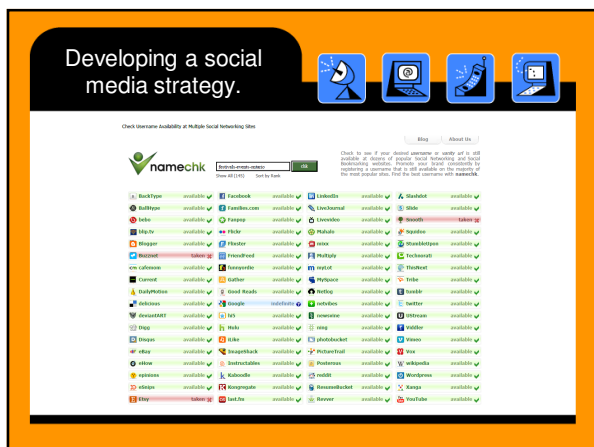 Developing a social
media strategy.
Check Username Availability at Multiple Social Networking Sites
Blog About Us
Check to see if your desired username or vanity url is still
available at dozens of popular Social Networking and Social
Bookmarking websites. Promote your brand consistently by
registering a username that is still available on the majority of
the most popular sites. Find the best username with namechk.
namechk
chk
Show All (145) Sort by Rank
BackType available Facebook available LinkedIn available Slashdot available
available Families.com available LiveJournal available Slide available
bebo available Fanpop available Livevideo available taken
blip.tv available Flickr available Mahalo available Squidoo available
Blogger available Flixster available mixx available StumbleUpon available
Buzznet taken FriendFeed available Multiply available Technorati available
cafemom available funnyordie available myLot available ThisNext available
Current available Gather available MySpace available Tribe available
DailyMotion available Good Reads available Netlog available tumblr available
delicious available Google indefinite netvibes available twitter available
deviantART available hi5 available newsvine available UStream available
Digg available Hulu available ning available Viddler available
Disqus available iLike available photobucket available Vimeo available
eBay available ImageShack available PictureTrail available Vox available
eHow available Instructables available Posterous available wikipedia available
epinions available Kaboodle available reddit available Wordpress available
available Kongregate available ResumeBucket available Xanga available
Etsy taken last.fm available Revver available YouTube available